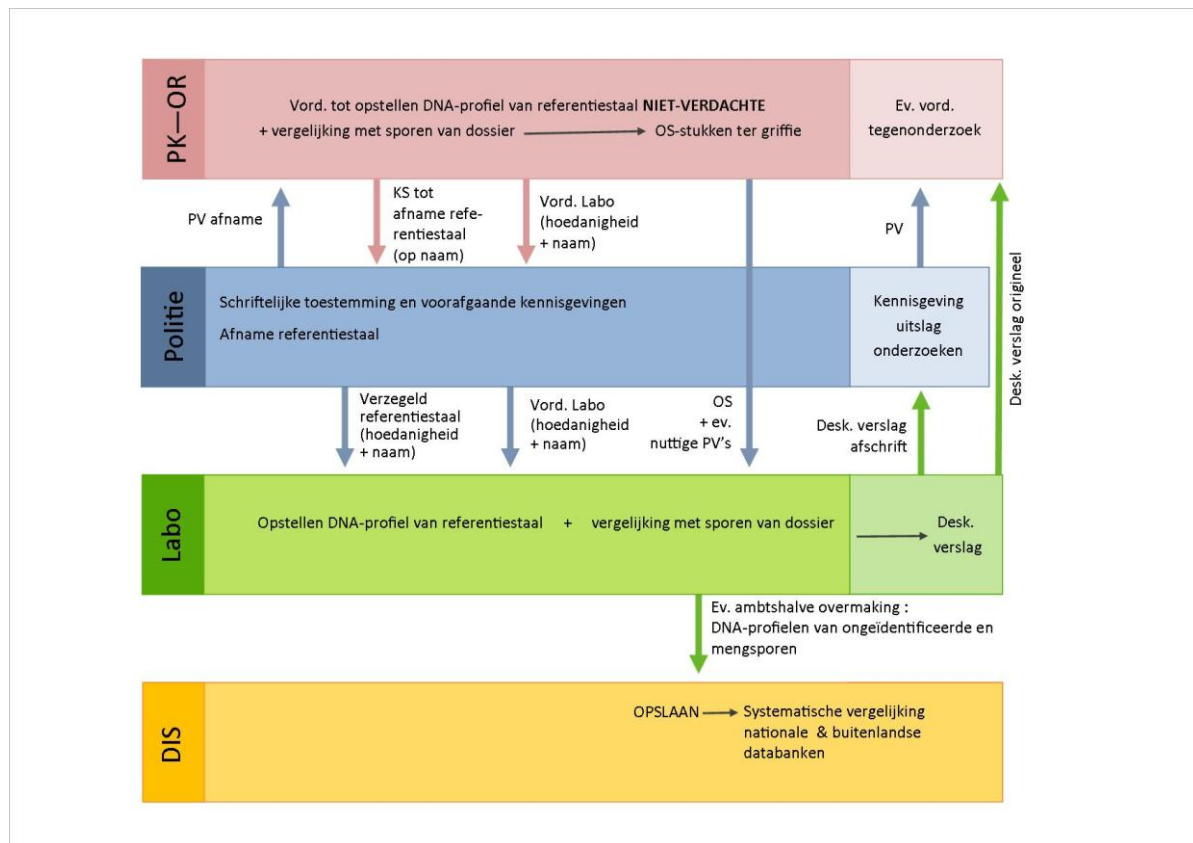 PK—OR
Vord. tot opstellen DNA-profiel van referentiestaal NIET-VERDACHTE
+ vergelijking met sporen van dossier
OS-stukken ter griffie
Ev. vord.
tegenonderzoek
PV afname
KS tot
afname refe-
rentiestaal
(op naam)
Vord. Labo
(hoedanigheid
+ naam)
PV
Desk. verslag origineel
Politie
Schriftelijke toestemming en voorafgaande kennisgevingen
Afname referentiestaal
Kennisgeving
uitslag
onderzoeken
Verzegeld
referentiestaal
(hoedanigheid
+ naam)
Vord. Labo
(hoedanigheid
+ naam)
OS
+ ev.
nuttige PV's
Desk. verslag
afschrift
Labo
Opstellen DNA-profiel van referentiestaal + vergelijking met sporen van dossier
Desk.
verslag
Ev. ambtshalve overmaking :
DNA-profielen van ongeïdentificeerde en
mengsporen
DIS
OPSLAAN
Systematische vergelijking
nationale & buitenlandse
databanken